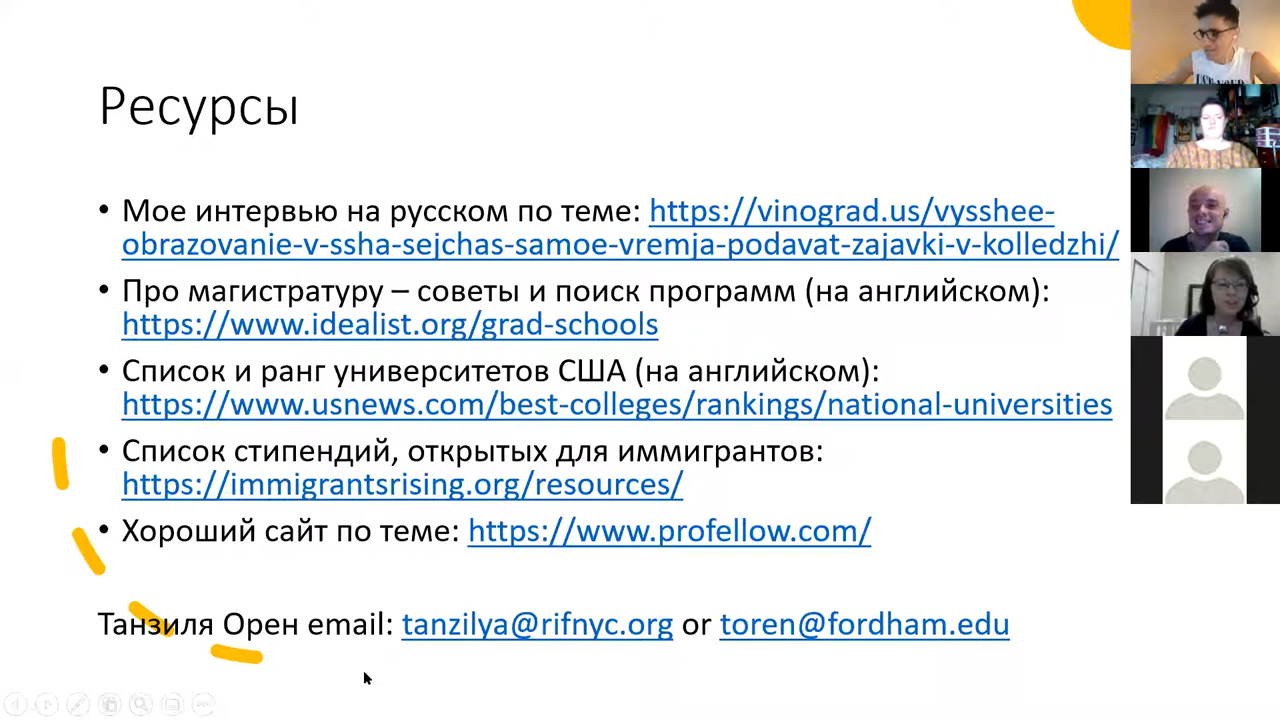 Ресурсы
• Мое интервью на русском по теме: https://vinograd.us/vysshee-
obrazovanie-v-ssha-sejchas-samoe-vremja-podavat-zajavki-v-kolledzhi/
• Про магистратуру – советы и поиск программ (на английском):
https://www.idealist.org/grad-schools
• Список и ранг университетов США (на английском):
https://www.usnews.com/best-colleges/rankings/national-universities
• Список стипендий, открытых для иммигрантов:
https://immigrantsrising.org/resources/
• Хороший сайт по теме: https://www.profellow.com/
Танзиля Орен email: tanzilya@rifnyc.org or toren@fordham.edu